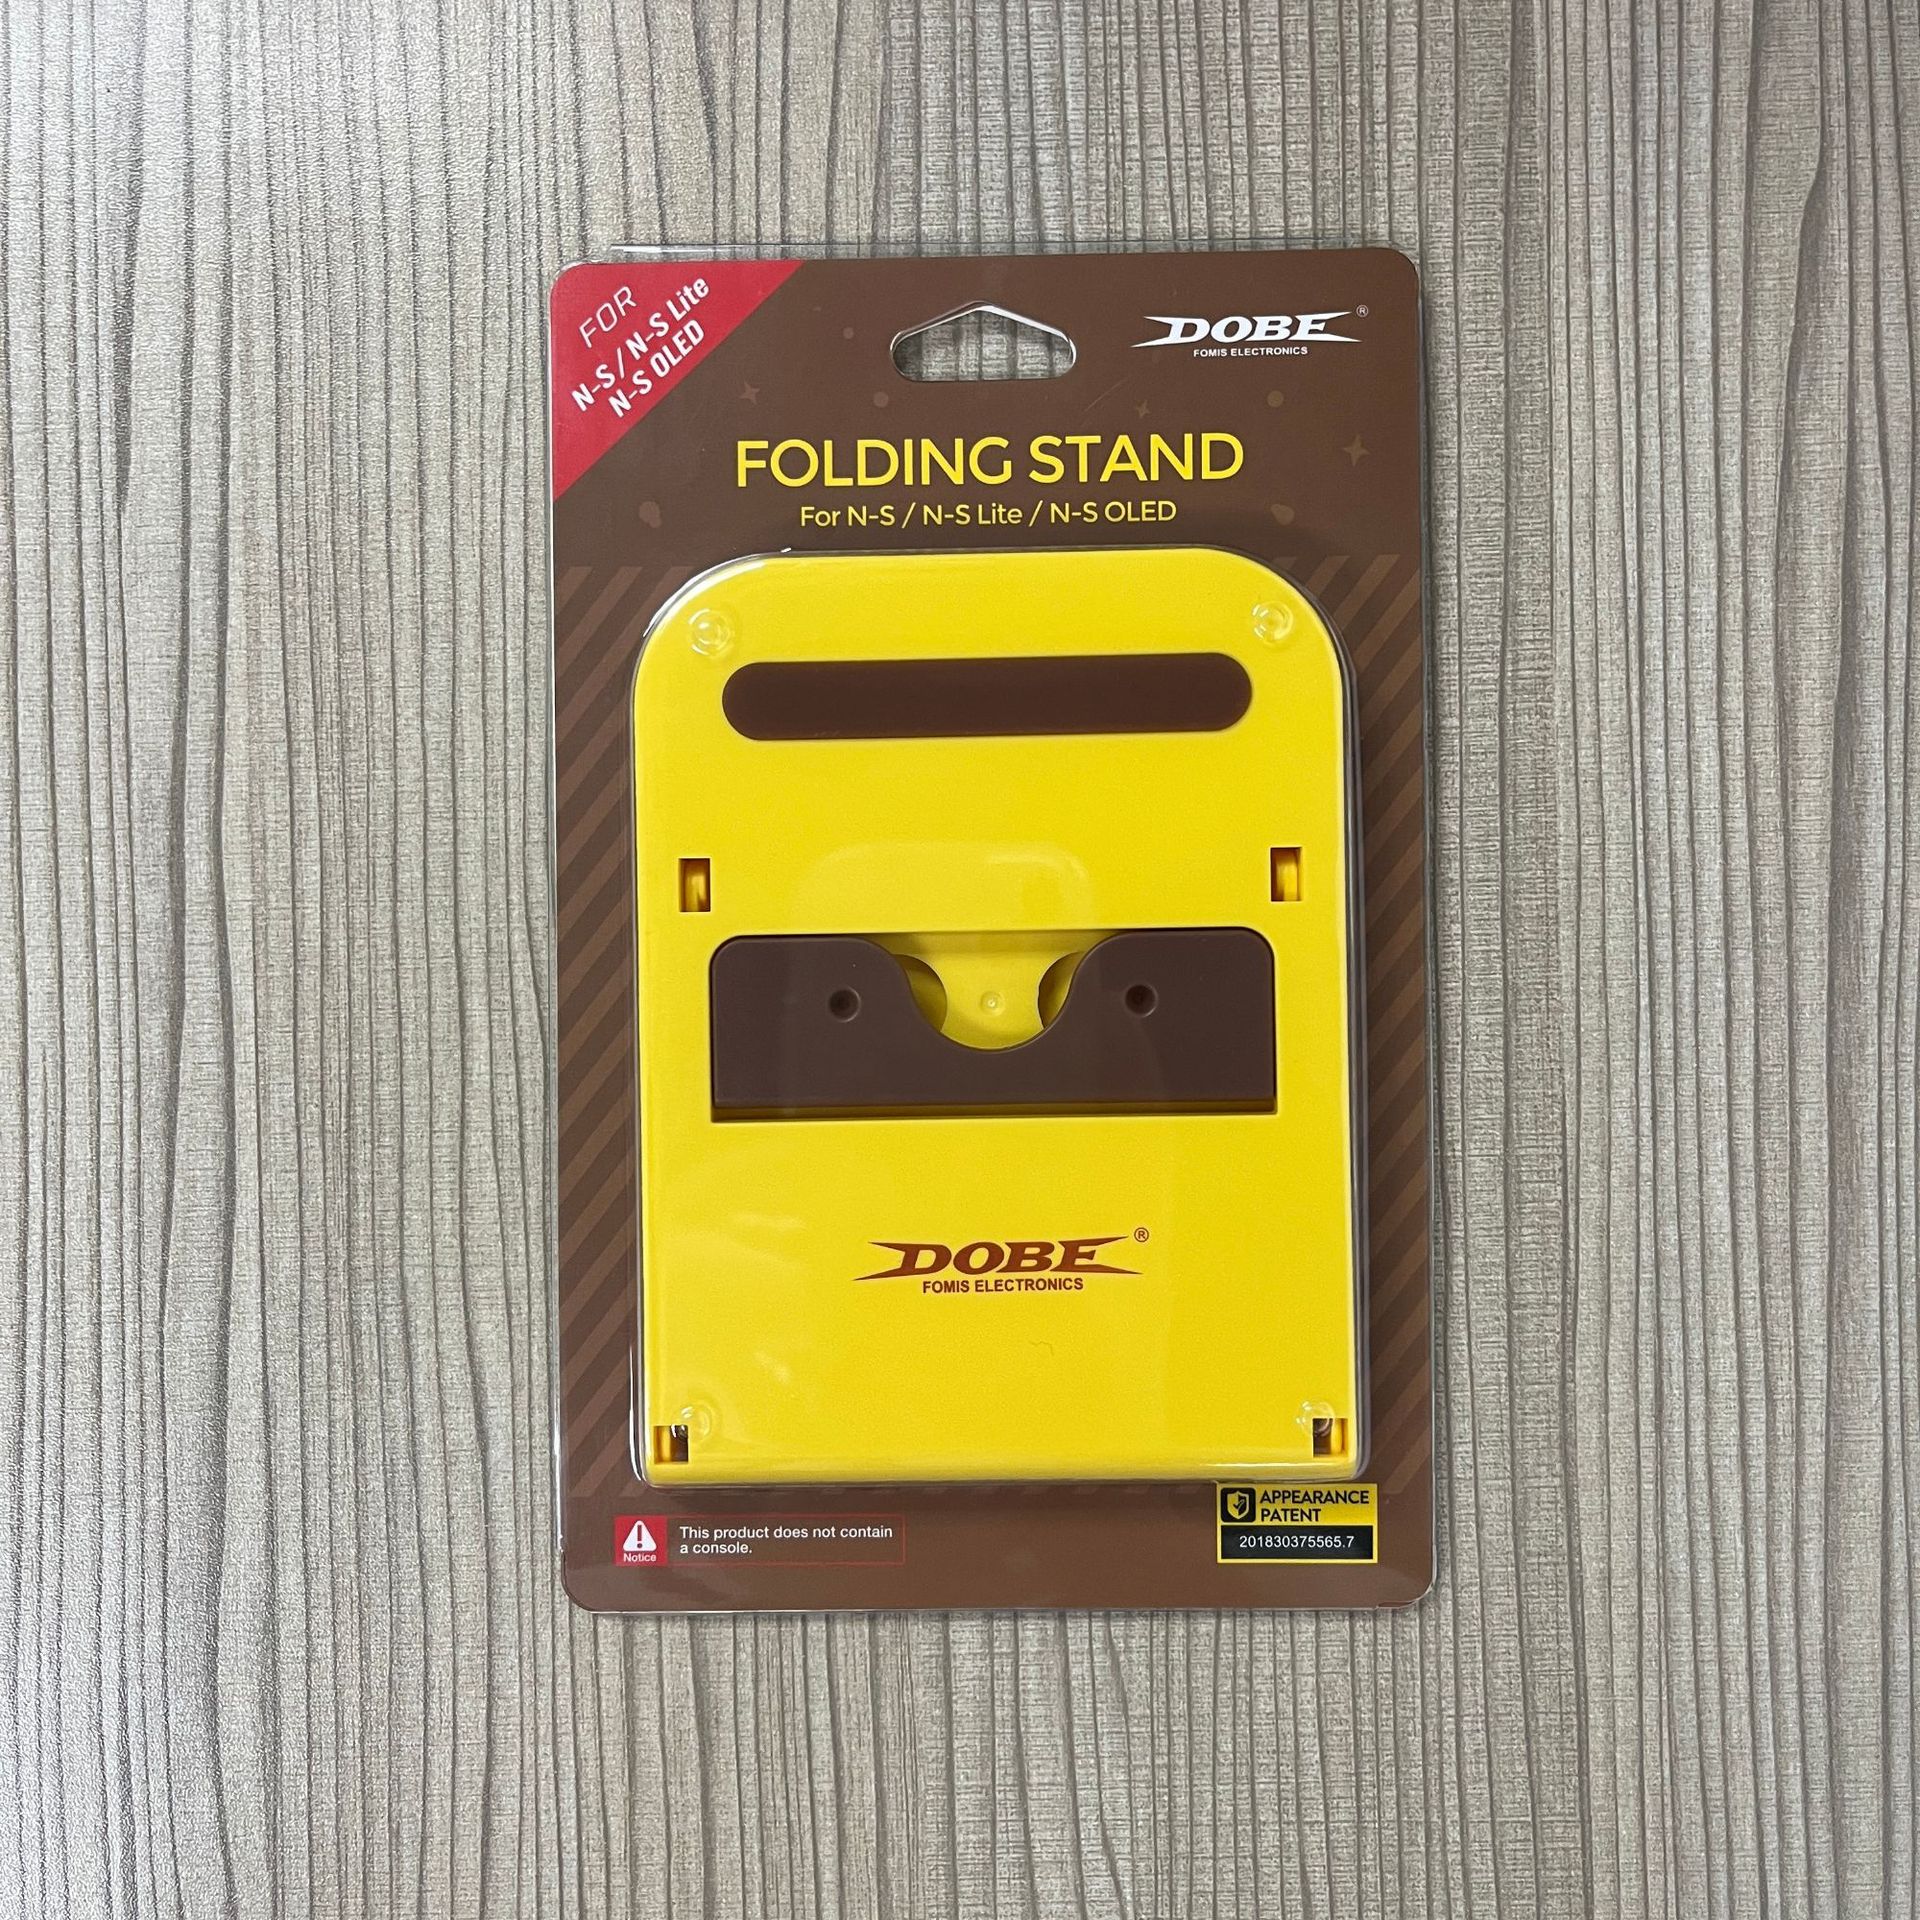 FOR
N-S / N-S Lite
N-S OLED
DOBE®
FOMIS ELECTRONICS
FOLDING STAND
For N-S / N-S Lite / N-S OLED
DOBE®
FOMIS ELECTRONICS
Notice
This product does not contain
a console.
APPEARANCE
PATENT
201830375565.7